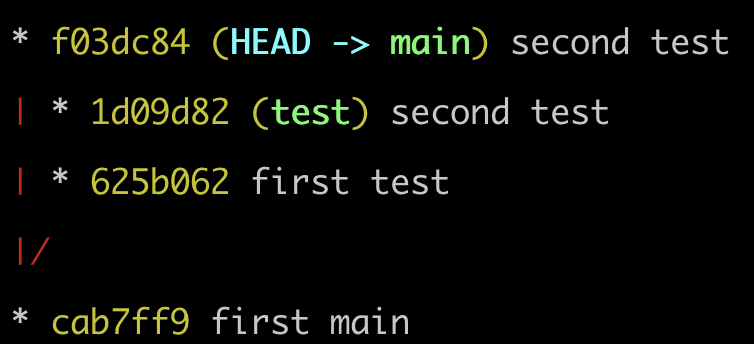 * f03dc84 (HEAD -> main) second test
| * 1d09d82 (test) second test
| * 625b062 first test
|/
* cab7ff9 first main